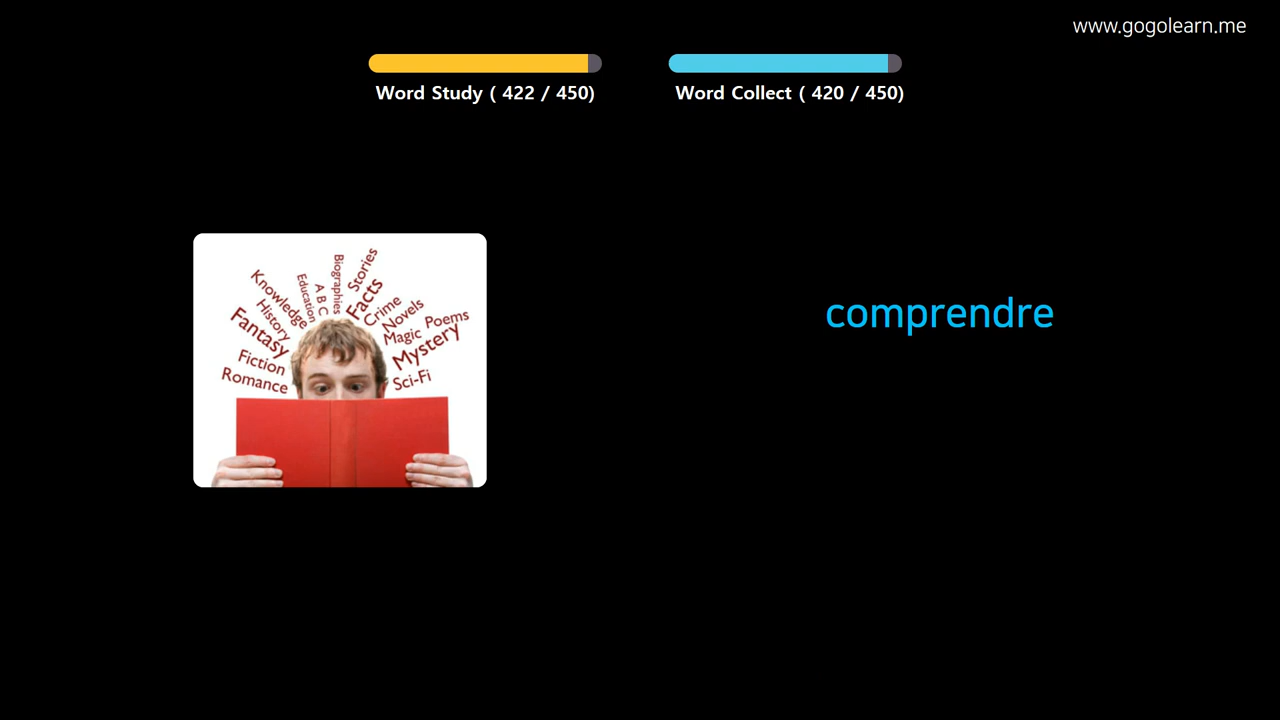 www.gogolearn.me
Word Study ( 422 / 450)
Word Collect ( 420 / 450)
comprendre
Knowledge
History
Fantasy
Fiction
Romance
Education
A B C
Biographies
Stories
Facts
Crime
Novels
Magic
Poems
Mystery
Sci-Fi